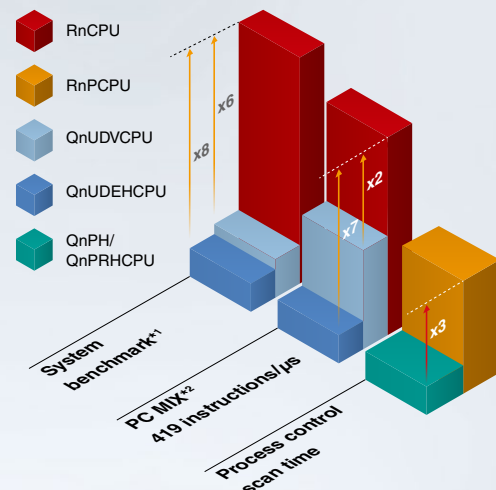 RnCPU
RnPCPU
QnUDVCPU
QnUDEHCPU
QnPH/
QnPRHCPU
x6
x8
x2
x7
x3
System
benchmark*1
PC MIX*2
419 instructions/µs
Process control
scan time